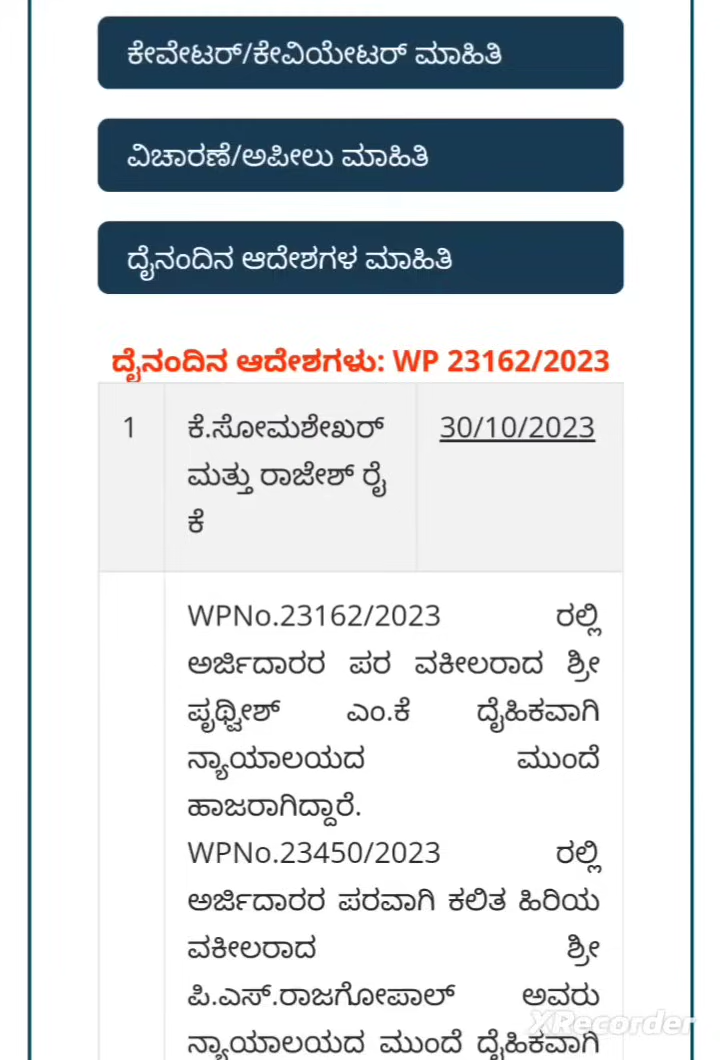 ಕೇವೇಟರ್/ಕೇವಿಯೇಟರ್ ಮಾಹಿತಿ
ವಿಚಾರಣೆ/ಅಪೀಲು ಮಾಹಿತಿ
ದೈನಂದಿನ ಆದೇಶಗಳ ಮಾಹಿತಿ
ದೈನಂದಿನ ಆದೇಶಗಳು: WP 23162/2023
1 ಕೆ.ಸೋಮಶೇಖರ್ 30/10/2023
ಮತ್ತು ರಾಜೇಶ್ ರೈ
ಕೆ
WPNo.23162/2023 ರಲ್ಲಿ
ಅರ್ಜಿದಾರರ ಪರ ವಕೀಲರಾದ ಶ್ರೀ
ಪೃಥ್ವೀಶ್ ಎಂ.ಕೆ ದೈಹಿಕವಾಗಿ
ನ್ಯಾಯಾಲಯದ ಮುಂದೆ
ಹಾಜರಾಗಿದ್ದಾರೆ.
WPNo.23450/2023 ರಲ್ಲಿ
ಅರ್ಜಿದಾರರ ಪರವಾಗಿ ಕಲಿತ ಹಿರಿಯ
ವಕೀಲರಾದ ಶ್ರೀ
ಪಿ.ಎಸ್.ರಾಜಗೋಪಾಲ್ ಅವರು
ನ್ಯಾಯಾಲಯದ ಮುಂದೆ ದೈಹಿಕವಾಗಿ
XRecorder